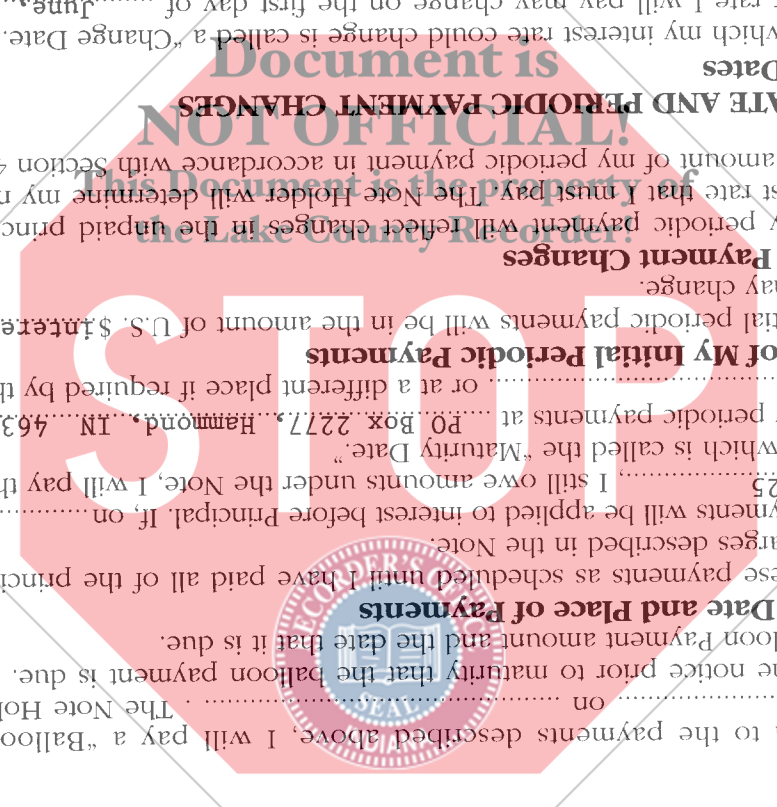 Document is
NOT OFFICIAL!
This Document is the property of
the Lake County Recorder!
STOP
RECORDER'S OFFICE
SEAL
INDIANA
to the payments described above, I will pay a "Balloo
on . The Note Hol
ne notice prior to maturity that the balloon payment is due.
loon Payment amount and the date that it is due.
Date and Place of Payments
ese payments as scheduled until I have paid all of the princi
arges described in the Note.
yments will be applied to interest before Principal. If, on
25, I still owe amounts under the Note, I will pay th
which is called the "Maturity Date."
y periodic payments at PO Box 2277, Hammond, IN 463
or at a different place if required by th
of My Initial Periodic Payments
tial periodic payments will be in the amount of U.S. $ intere
ay change.
Payment Changes
y periodic payment will reflect changes in the unpaid princ
st rate that I must pay. The Note Holder will determine my n
amount of my periodic payment in accordance with Section 4
ATE AND PERIODIC PAYMENT CHANGES
Dates
rate I will pay may change on the first day of June,
which my interest rate could change is called a "Change Date.